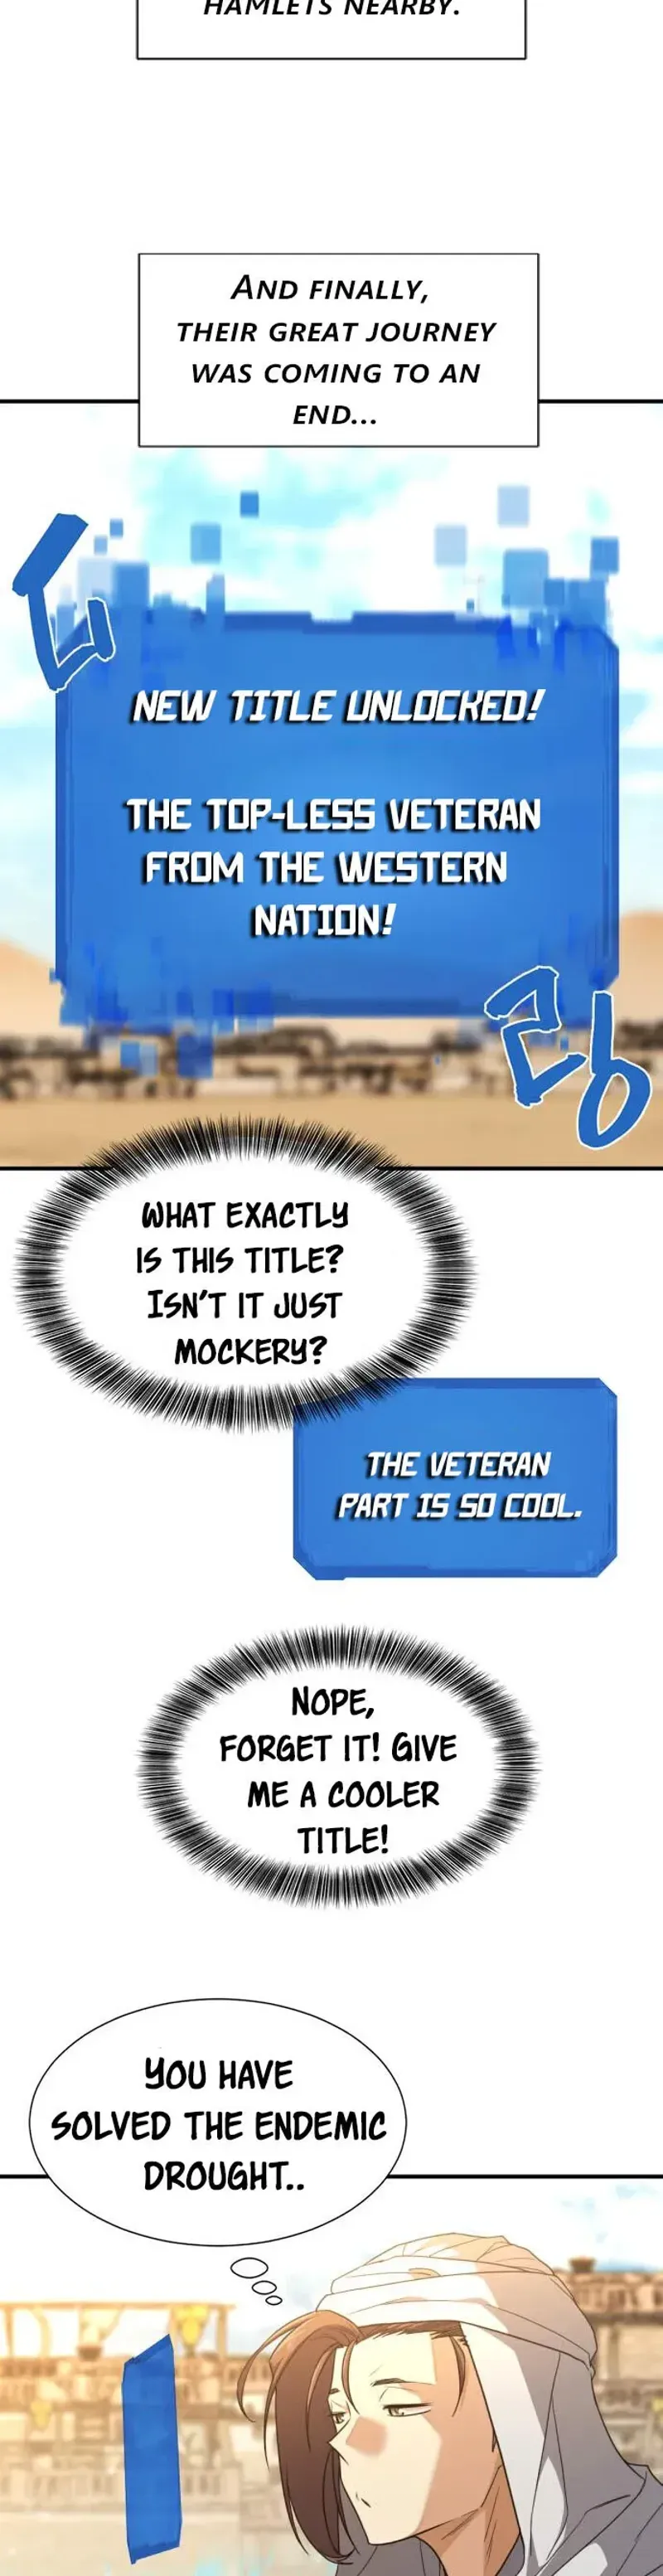 HAMLETS NEARBY.
AND FINALLY,
THEIR GREAT JOURNEY
WAS COMING TO AN
END...
NEW TITLE UNLOCKED!
THE TOP-LESS VETERAN
FROM THE WESTERN
NATION!
띠
링
WHAT EXACTLY
IS THIS TITLE?
ISN'T IT JUST
MOCKERY?
THE VETERAN
PART IS SO COOL.
NOPE,
FORGET IT! GIVE
ME A COOLER
TITLE!
YOU HAVE
SOLVED THE ENDEMIC
DROUGHT..